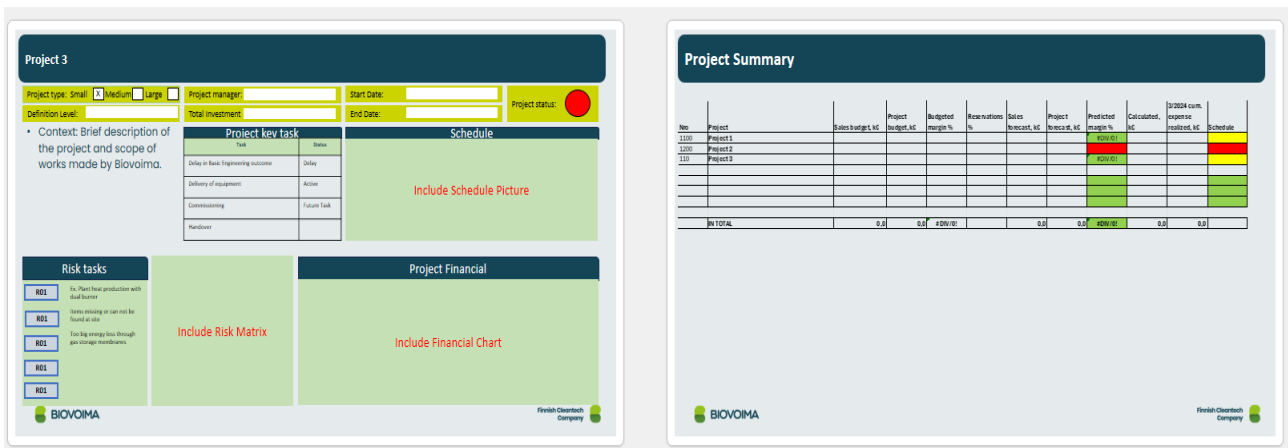 Project 3
Project type: Small X Medium Large
Project manager:
Start Date:
Project status:
Definition Level:
Total Investment
End Date:
• Context: Brief description of
the project and scope of
works made by Biovoima.
Project key task
Task Status
Delay in Basic Engineering outcome Delay
Delivery of equipment Active
Commissioning Future Task
Handover
Schedule
Include Schedule Picture
Risk tasks
R01 Ex. Plant heat production with
dual burner
R01 Items missing or can not be
found at site
R01 Too big energy loss through
gas storage membranes
R01
R01
Include Risk Matrix
Project Financial
Include Financial Chart
BIOVOIMA
Finnish Cleantech
Company
Project Summary
Nro Project Sales budget, k€ Project budget, k€ Budgeted margin % Reservations % Sales forecast, k€ Project forecast, k€ Predicted margin % Calculated, k€ 3/2024 cum. expense realized, k€ Schedule
1100 Project 1 #DIV/0!
1200 Project 2
110 Project 3 #DIV/0!
IN TOTAL 0,0 0,0 #DIV/0! 0,0 0,0 #DIV/0! 0,0 0,0
BIOVOIMA
Finnish Cleantech
Company